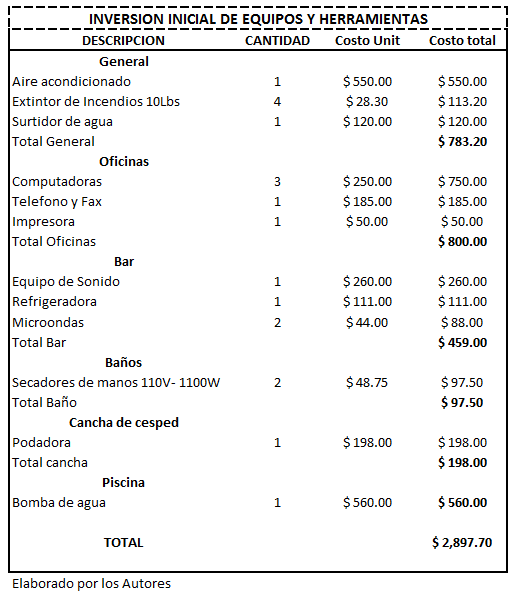 INVERSION INICIAL DE EQUIPOS Y HERRAMIENTAS
DESCRIPCION CANTIDAD Costo Unit Costo total
General
Aire acondicionado 1 $ 550.00 $ 550.00
Extintor de Incendios 10Lbs 4 $ 28.30 $ 113.20
Surtidor de agua 1 $ 120.00 $ 120.00
Total General $ 783.20
Oficinas
Computadoras 3 $ 250.00 $ 750.00
Telefono y Fax 1 $ 185.00 $ 185.00
Impresora 1 $ 50.00 $ 50.00
Total Oficinas $ 800.00
Bar
Equipo de Sonido 1 $ 260.00 $ 260.00
Refrigeradora 1 $ 111.00 $ 111.00
Microondas 2 $ 44.00 $ 88.00
Total Bar $ 459.00
Baños
Secadores de manos 110V- 1100W 2 $ 48.75 $ 97.50
Total Baño $ 97.50
Cancha de cesped
Podadora 1 $ 198.00 $ 198.00
Total cancha $ 198.00
Piscina
Bomba de agua 1 $ 560.00 $ 560.00
TOTAL $ 2,897.70
Elaborado por los Autores